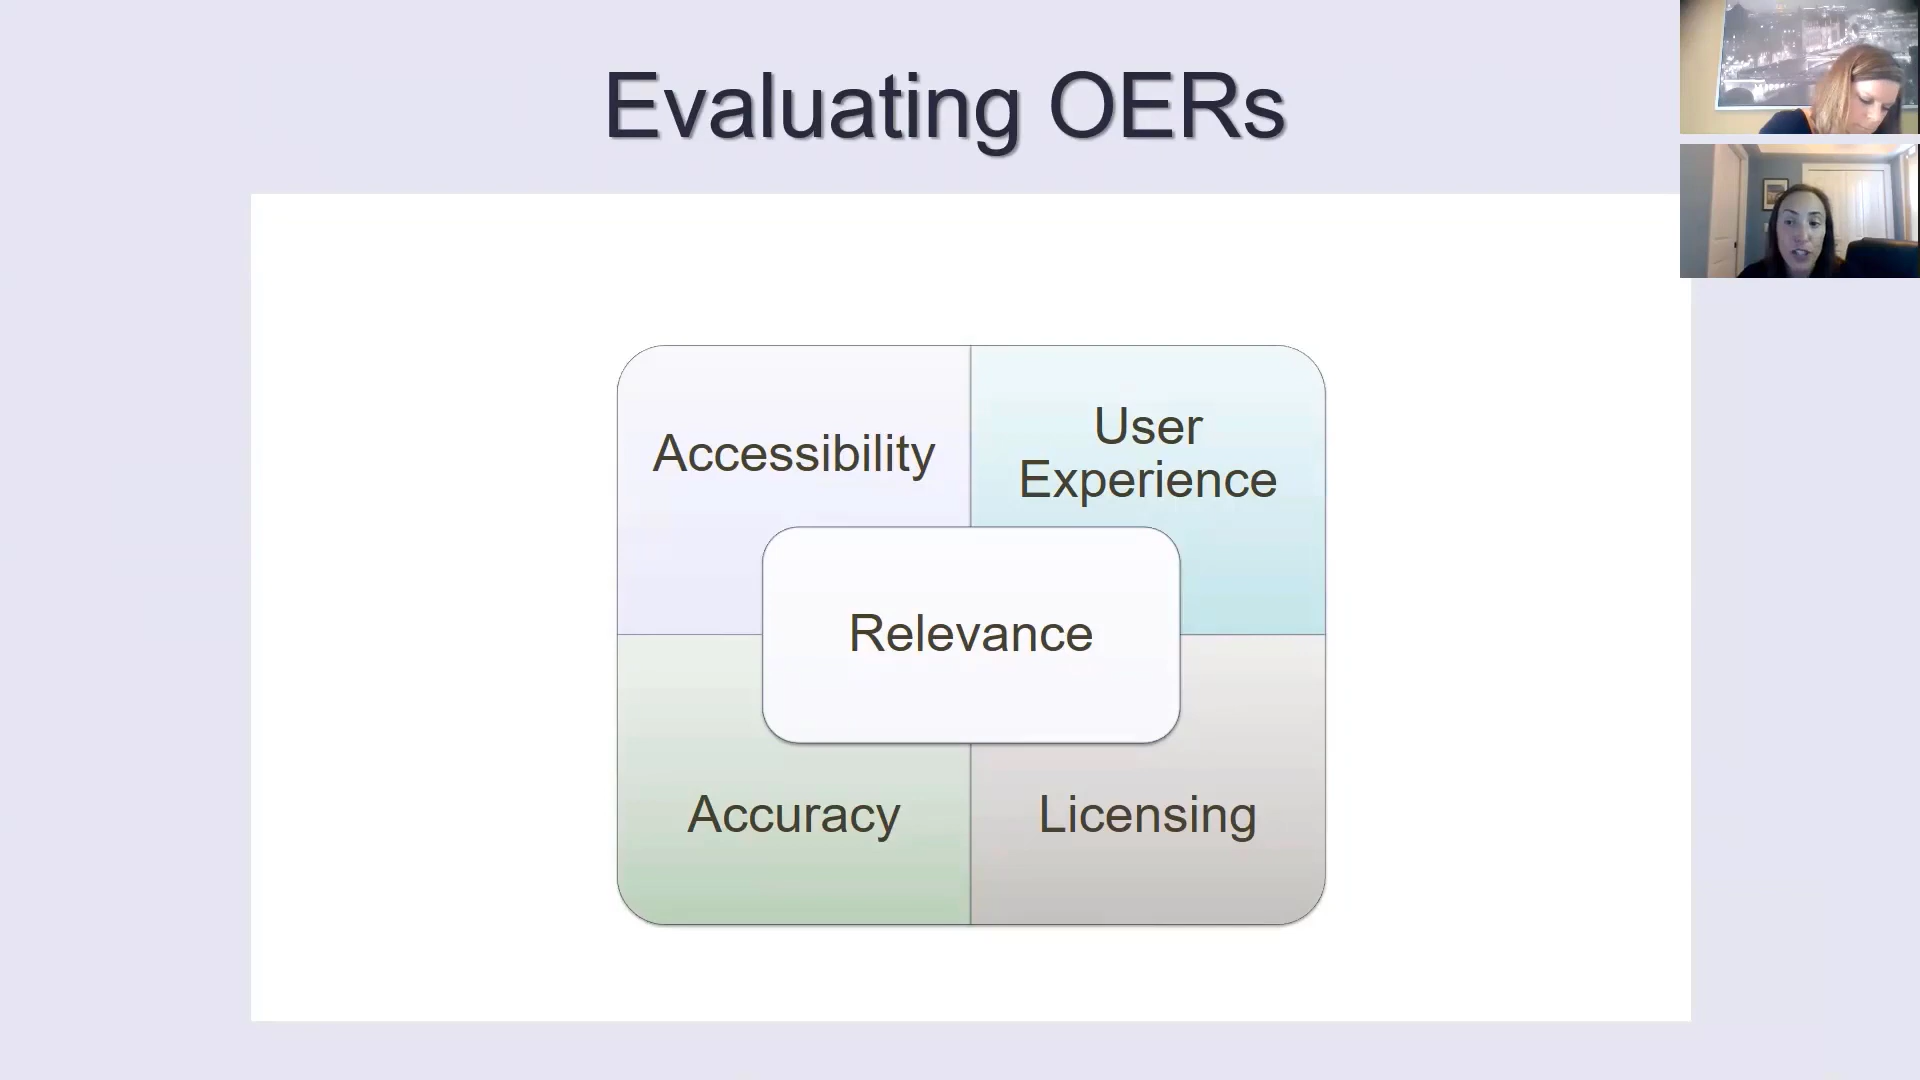 Evaluating OERs
Accessibility
User
Experience
Relevance
Accuracy
Licensing